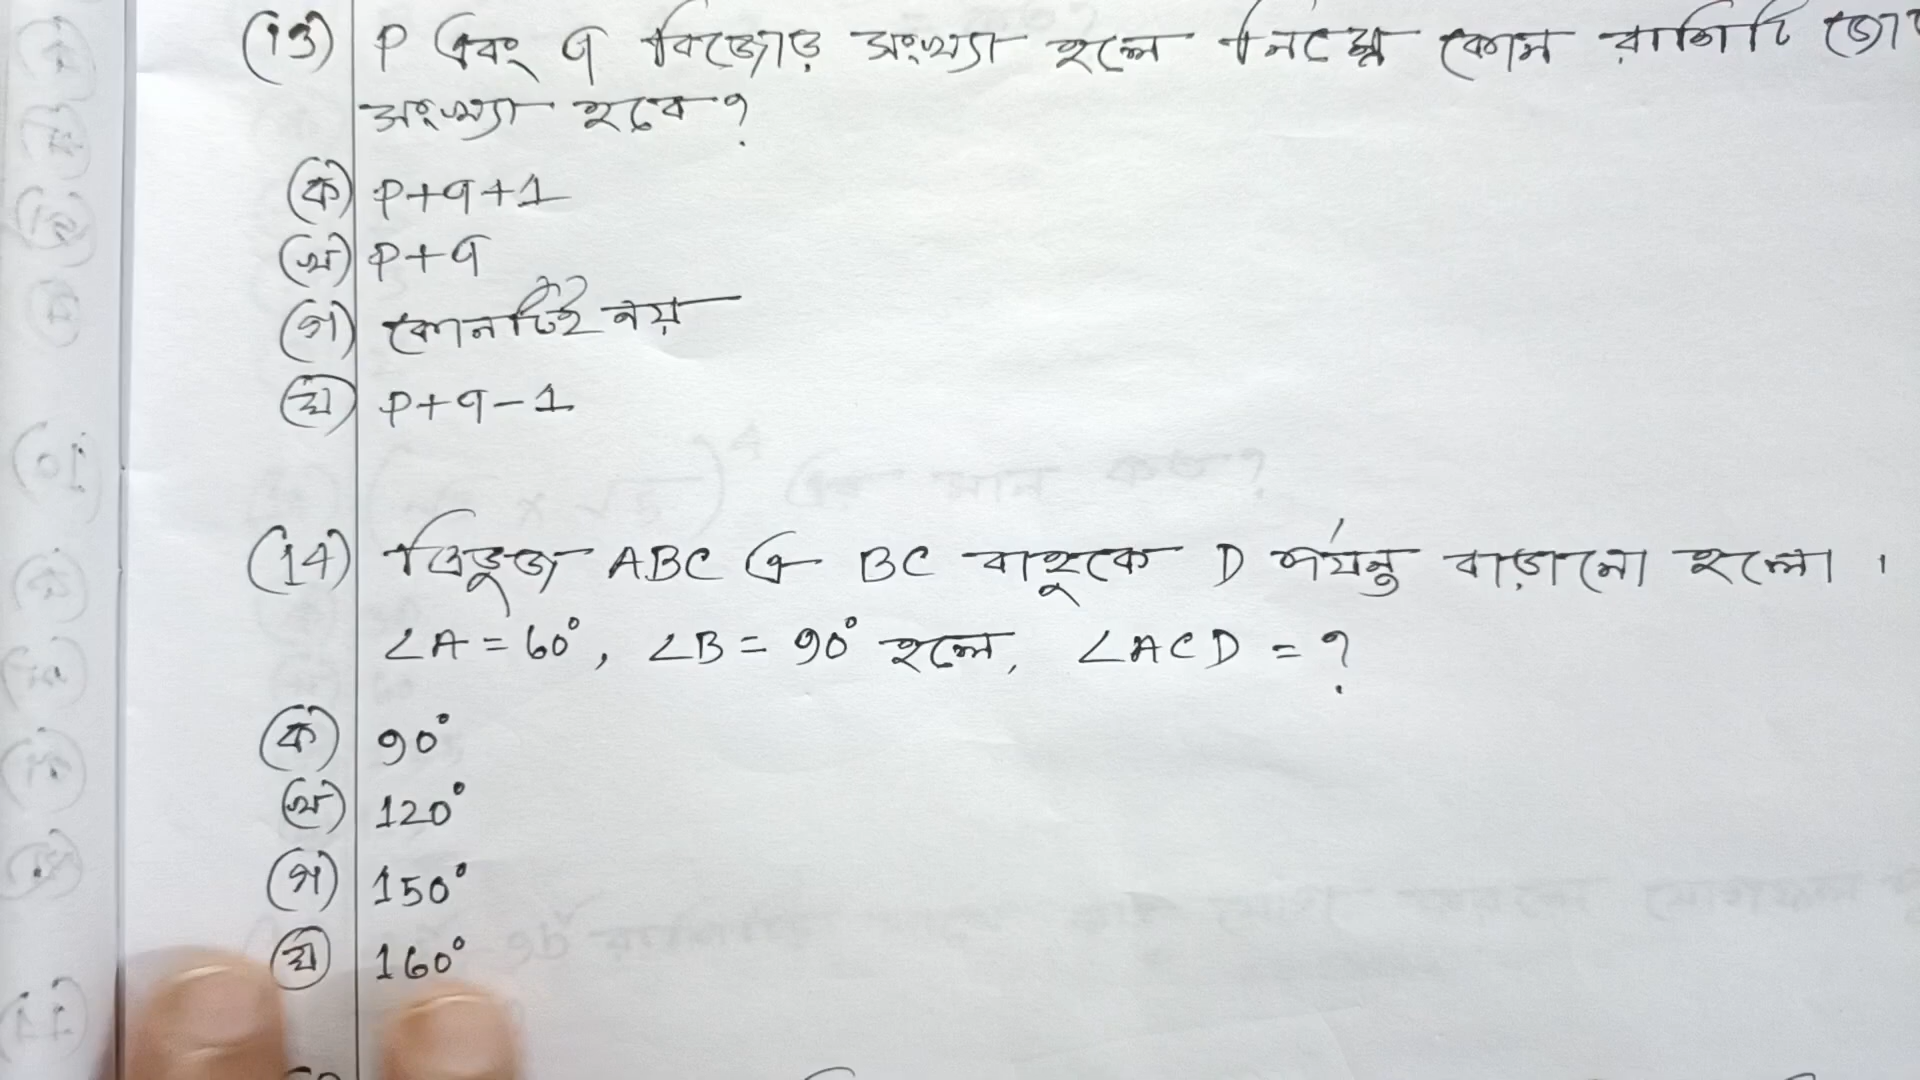 (13) P এবং q বিজোড় সংখ্যা হলে নিচের কোন রাশিটি
সংখ্যা হবে?
(ক) P+q+1
(খ) P+q
(গ) কোনটিই নয়
(ঘ) P+q-1
(14) ত্রিভূজ ABC এ BC বাহুকে D পর্যন্ত বাড়ানো হলো।
∠A = 60°, ∠B = 90° হলে, ∠ACD = ?
(ক) 90°
(খ) 120°
(গ) 150°
(ঘ) 160°